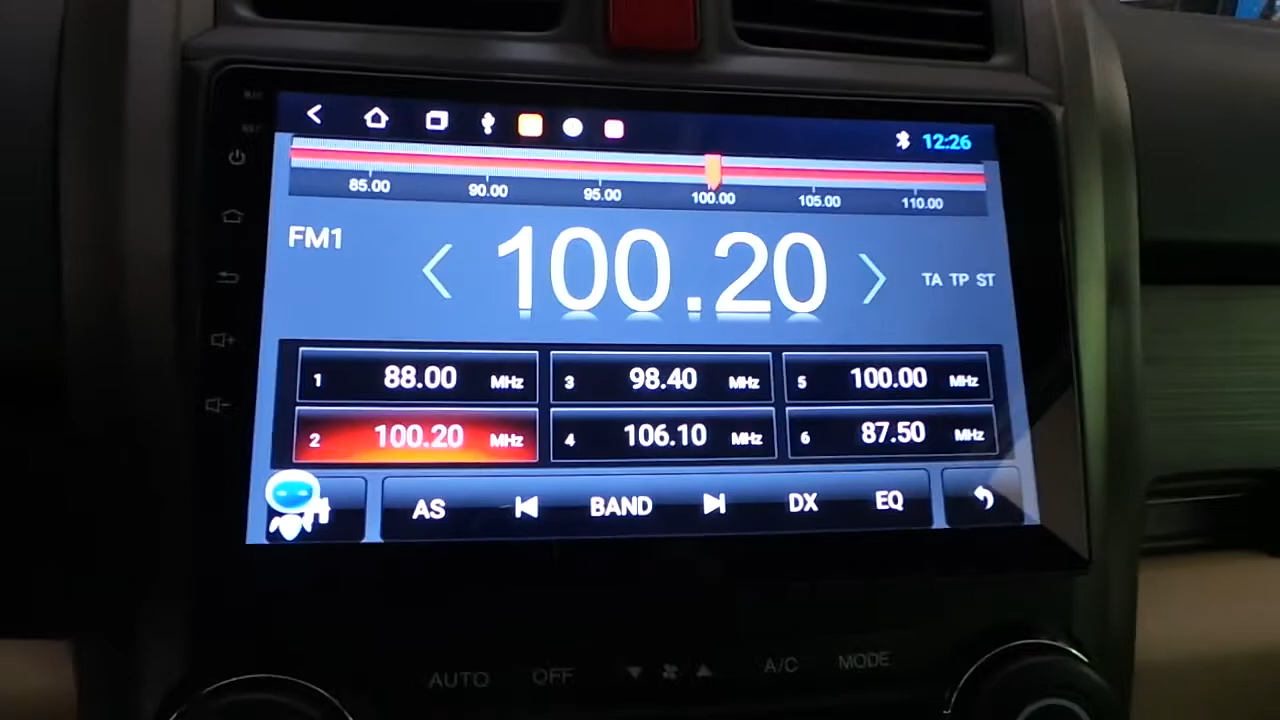 12:26
85.00 90.00 95.00 100.00 105.00 110.00
FM1
100.20
TA TP ST
1 88.00 MHz 3 98.40 MHz 5 100.00 MHz
2 100.20 MHz 4 106.10 MHz 6 87.50 MHz
AS BAND DX EQ
AUTO OFF A/C MODE